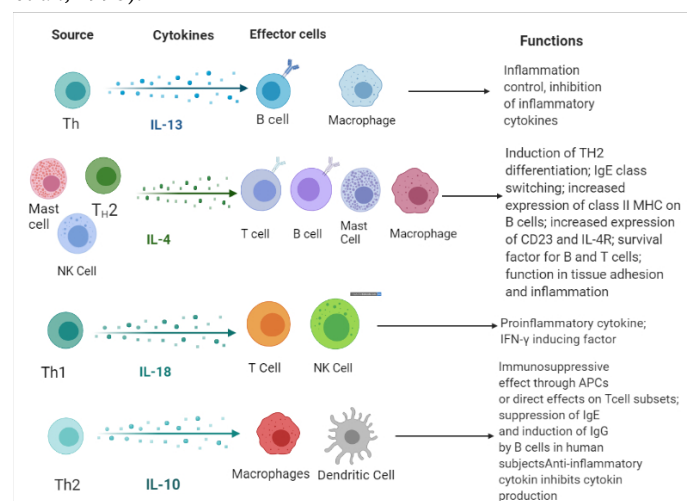 Source
Cytokines
Effector cells
Functions
Th
IL-13
B cell
Macrophage
Inflammation
control, inhibition
of inflammatory
cytokines
Mast
cell
TH2
NK Cell
IL-4
T cell
B cell
Mast
Cell
Macrophage
Induction of TH2
differentiation; IgE class
switching; increased
expression of class II MHC on
B cells; increased expression
of CD23 and IL-4R; survival
factor for B and T cells;
function in tissue adhesion
and inflammation
Th1
IL-18
T Cell
NK Cell
Proinflammatory cytokine;
IFN-γ inducing factor
Th2
IL-10
Macrophages
Dendritic Cell
Immunosuppressive
effect through APCs
or direct effects on Tcell subsets;
suppression of IgE
and induction of IgG
by B cells in human
subjectsAnti-inflammatory
cytokin inhibits cytokin
production